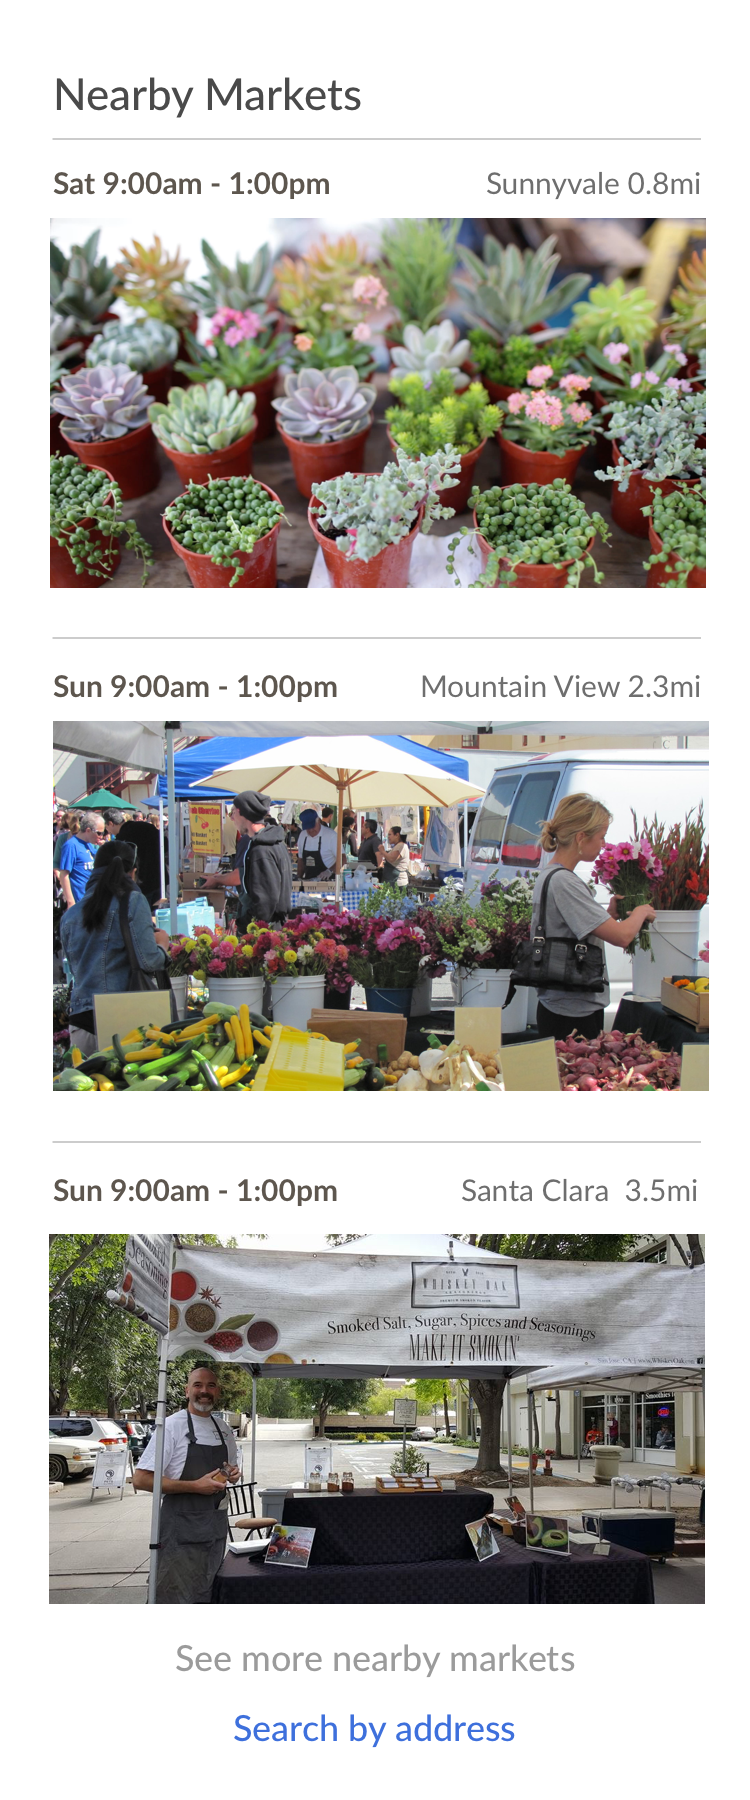 Nearby Markets
Sat 9:00am - 1:00pm
Sunnyvale 0.8mi
Sun 9:00am - 1:00pm
Mountain View 2.3mi
Sun 9:00am - 1:00pm
Santa Clara 3.5mi
WHISKEY OAK
Smoked Salt, Sugar, Spices and Seasonings
MAKE IT SMOKIN'
See more nearby markets
Search by address